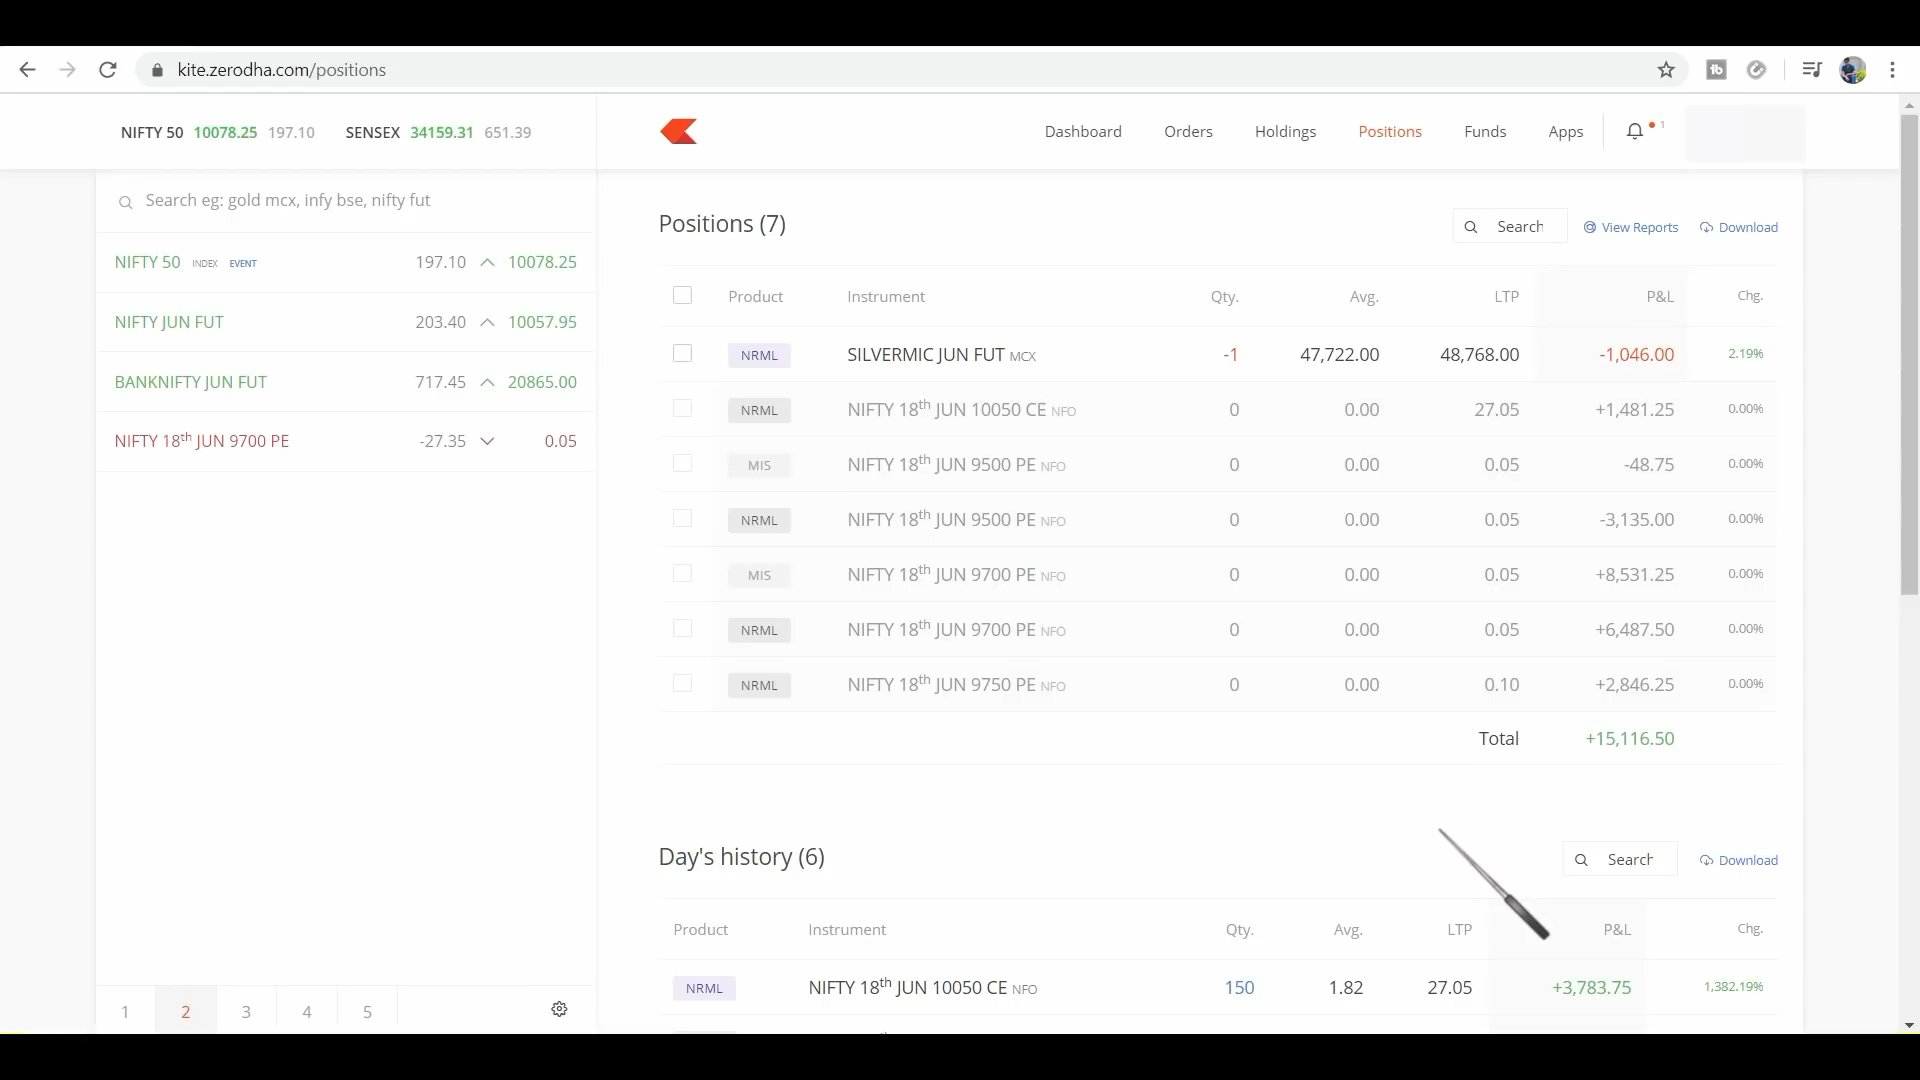 kite.zerodha.com/positions
NIFTY 50 10078.25 197.10 SENSEX 34159.31 651.39
Dashboard Orders Holdings Positions Funds Apps 1
Search eg: gold mcx, infy bse, nifty fut
NIFTY 50 INDEX EVENT 197.10 10078.25
NIFTY JUN FUT 203.40 10057.95
BANKNIFTY JUN FUT 717.45 20865.00
NIFTY 18th JUN 9700 PE -27.35 0.05
1 2 3 4 5
Positions (7) Search View Reports Download
Product Instrument Qty. Avg. LTP P&L Chg.
NRML SILVERMIC JUN FUT MCX -1 47,722.00 48,768.00 -1,046.00 2.19%
NRML NIFTY 18th JUN 10050 CE NFO 0 0.00 27.05 +1,481.25 0.00%
MIS NIFTY 18th JUN 9500 PE NFO 0 0.00 0.05 -48.75 0.00%
NRML NIFTY 18th JUN 9500 PE NFO 0 0.00 0.05 -3,135.00 0.00%
MIS NIFTY 18th JUN 9700 PE NFO 0 0.00 0.05 +8,531.25 0.00%
NRML NIFTY 18th JUN 9700 PE NFO 0 0.00 0.05 +6,487.50 0.00%
NRML NIFTY 18th JUN 9750 PE NFO 0 0.00 0.10 +2,846.25 0.00%
Total +15,116.50
Day's history (6) Search Download
Product Instrument Qty. Avg. LTP P&L Chg.
NRML NIFTY 18th JUN 10050 CE NFO 150 1.82 27.05 +3,783.75 1,382.19%